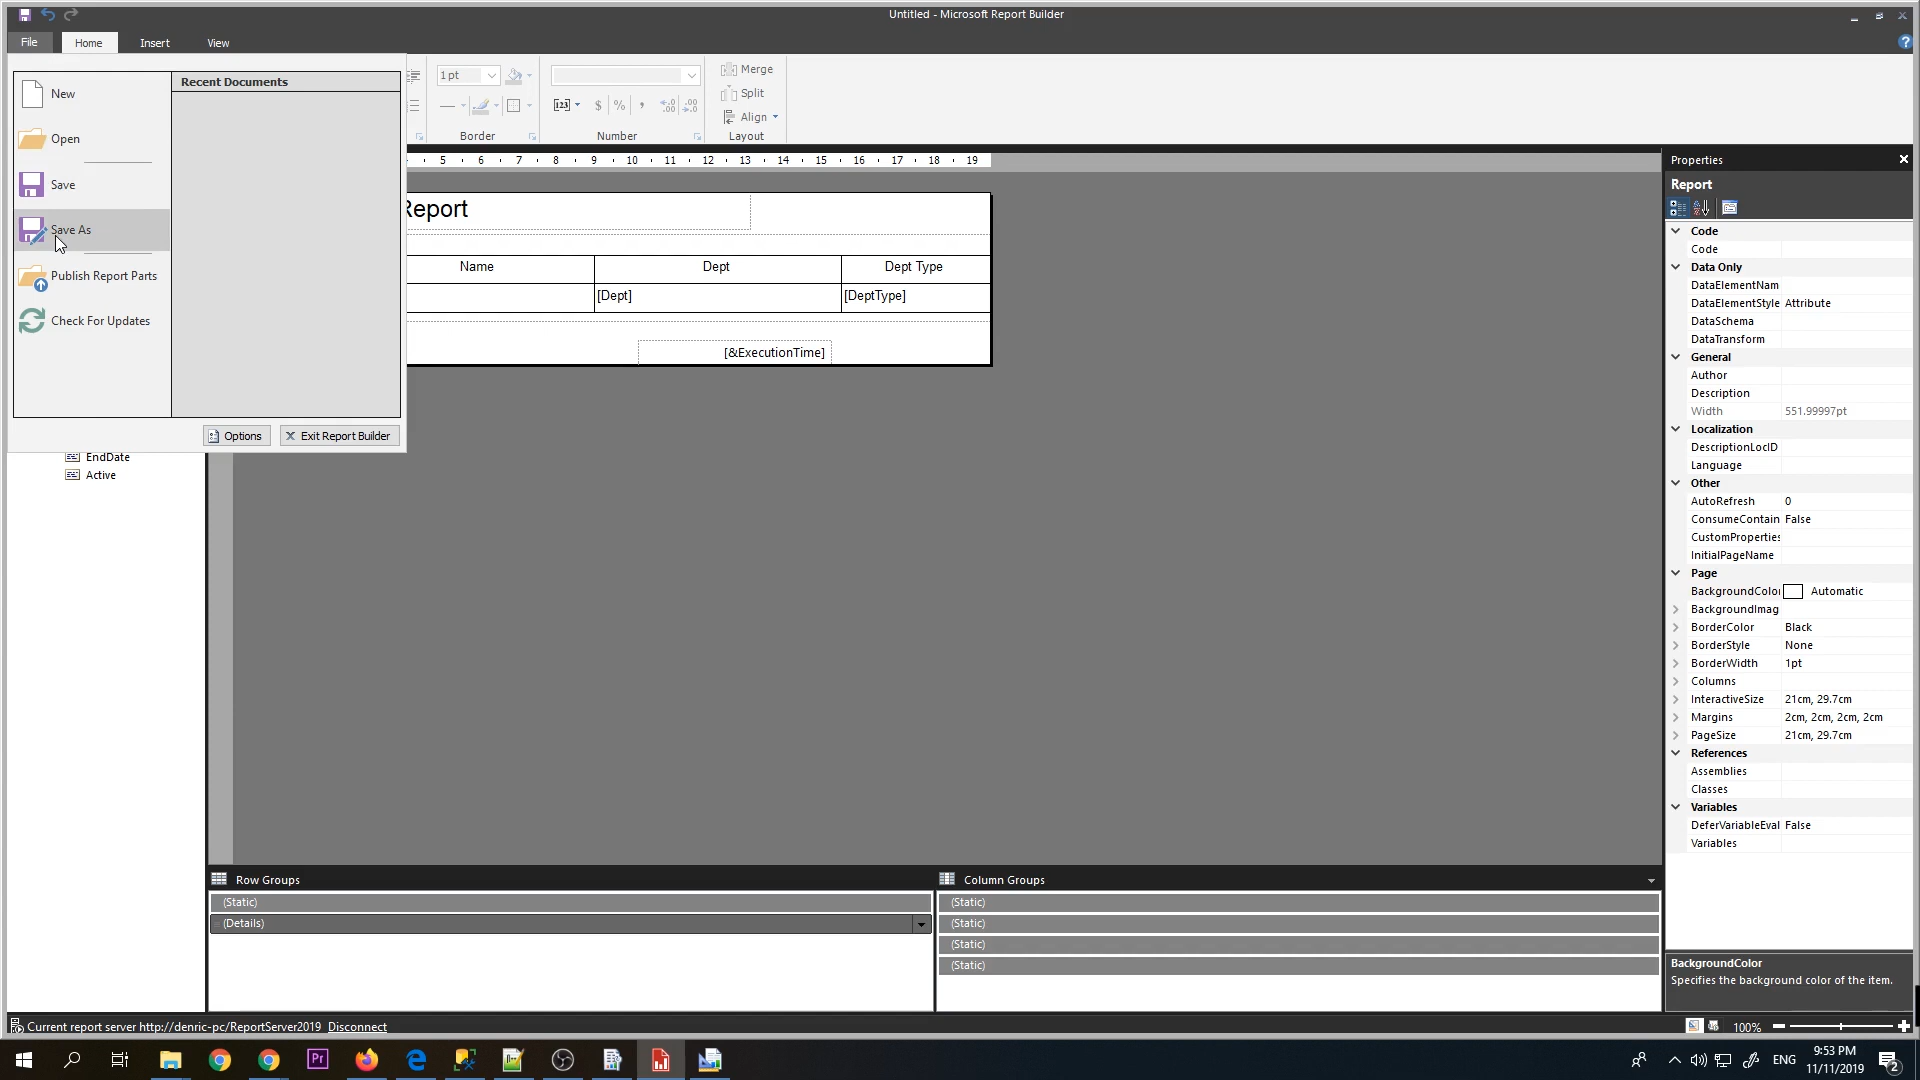 Untitled - Microsoft Report Builder
File Home Insert View
Recent Documents
New
Open
Save
Save As
Publish Report Parts
Check For Updates
Options
Exit Report Builder
1pt
Merge
Split
Align
123 $ % ,
Border
Number
Layout
5 6 7 8 9 10 11 12 13 14 15 16 17 18 19
Report
Name Dept Dept Type
[Dept] [DeptType]
[&ExecutionTime]
EndDate
Active
Row Groups
(Static)
(Details)
Column Groups
(Static)
(Static)
(Static)
(Static)
Properties
Report
Code
Code
Data Only
DataElementNam
DataElementStyle Attribute
DataSchema
DataTransform
General
Author
Description
Width 551.99997pt
Localization
DescriptionLocID
Language
Other
AutoRefresh 0
ConsumeContain False
CustomProperties
InitialPageName
Page
BackgroundColor Automatic
BackgroundImag
BorderColor Black
BorderStyle None
BorderWidth 1pt
Columns
InteractiveSize 21cm, 29.7cm
Margins 2cm, 2cm, 2cm, 2cm
PageSize 21cm, 29.7cm
References
Assemblies
Classes
Variables
DeferVariableEval False
Variables
BackgroundColor
Specifies the background color of the item.
Current report server http://denric-pc/ReportServer2019 Disconnect
100%
Pr
ENG
9:53 PM
11/11/2019
2